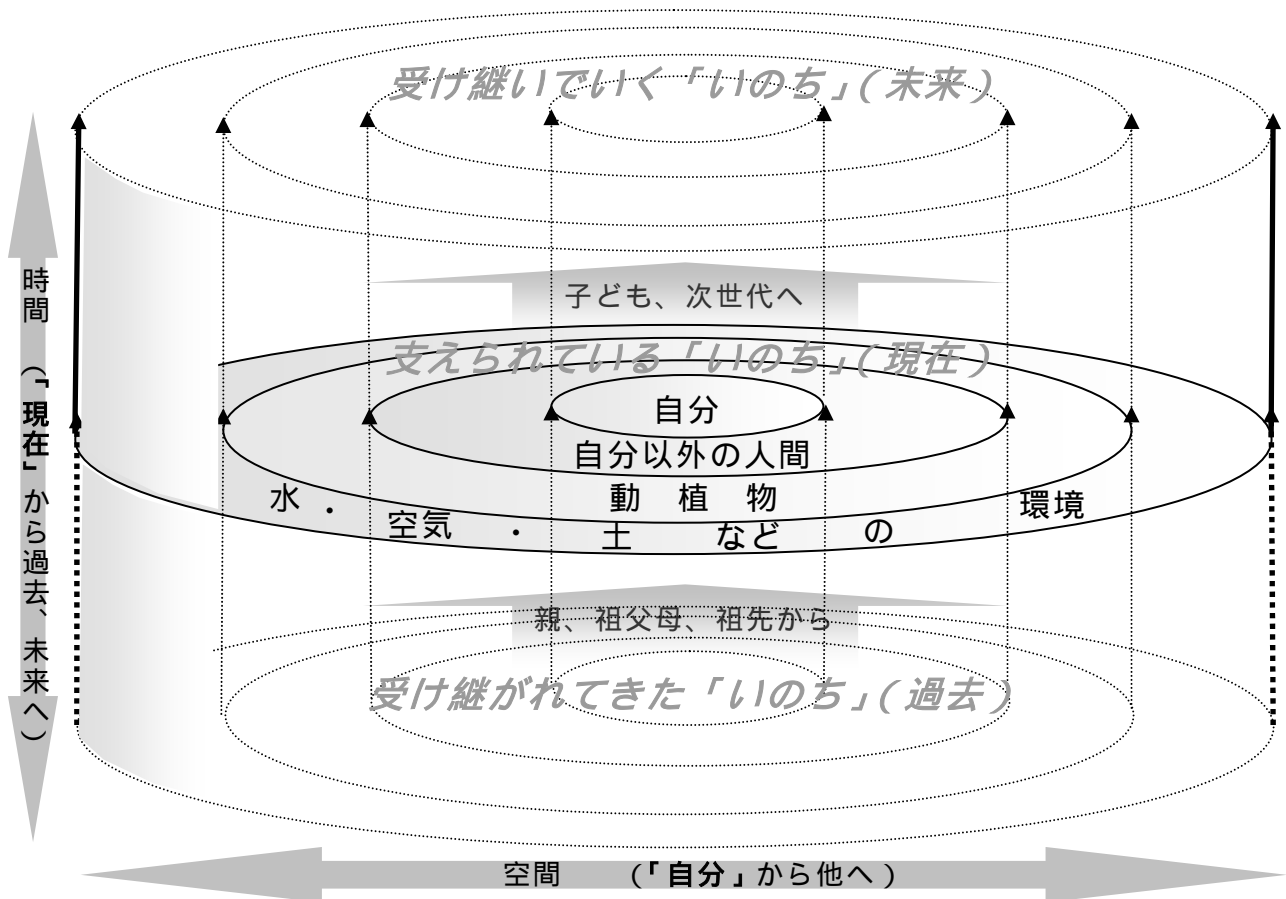 受け継いでいく「いのち」(未来)
時間 (「現在」から過去、未来へ)
子ども、次世代へ
支えられている「いのち」(現在)
自分
自分以外の人間
動 植 物
水・空気・土などの環境
親、祖父母、祖先から
受け継がれてきた「いのち」(過去)
空間 (「自分」から他へ)